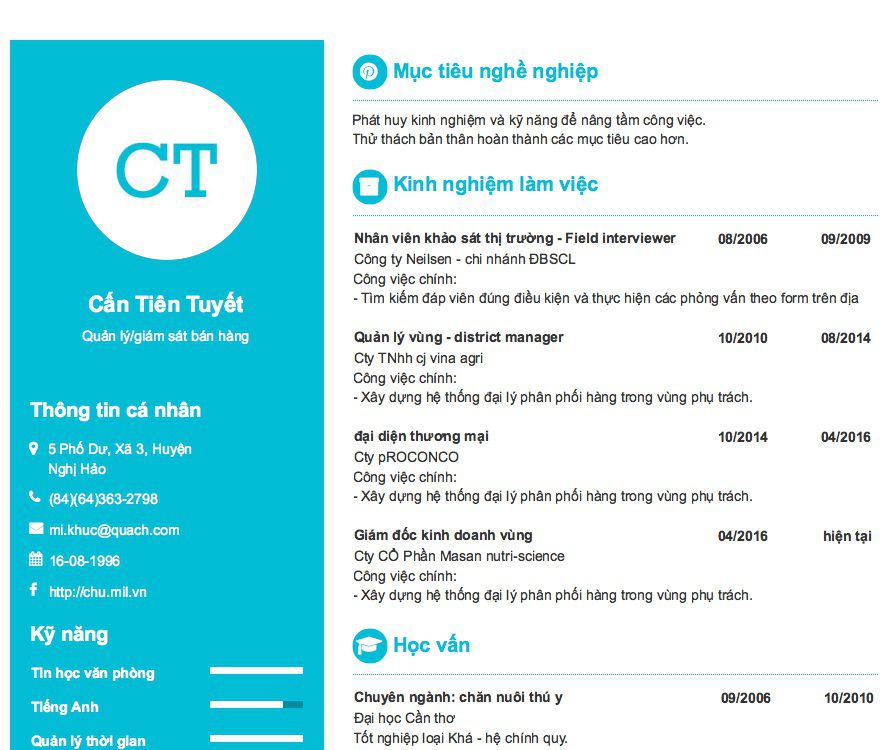 CT
Cấn Tiên Tuyết
Quản lý/giám sát bán hàng
Thông tin cá nhân
5 Phố Dư, Xã 3, Huyện
Nghị Hảo
(84)(64)363-2798
mi.khuc@quach.com
16-08-1996
http://chu.mil.vn
Kỹ năng
Tin học văn phòng
Tiếng Anh
Quản lý thời gian
Mục tiêu nghề nghiệp
Phát huy kinh nghiệm và kỹ năng để nâng tầm công việc.
Thử thách bản thân hoàn thành các mục tiêu cao hơn.
Kinh nghiệm làm việc
Nhân viên khảo sát thị trường - Field interviewer 08/2006 09/2009
Công ty Neilsen - chi nhánh ĐBSCL
Công việc chính:
- Tìm kiếm đáp viên đúng điều kiện và thực hiện các phỏng vấn theo form trên địa
Quản lý vùng - district manager 10/2010 08/2014
Cty TNhh cj vina agri
Công việc chính:
- Xây dựng hệ thống đại lý phân phối hàng trong vùng phụ trách.
đại diện thương mại 10/2014 04/2016
Cty pROCONCO
Công việc chính:
- Xây dựng hệ thống đại lý phân phối hàng trong vùng phụ trách.
Giám đốc kinh doanh vùng 04/2016 hiện tại
Cty CỔ Phần Masan nutri-science
Công việc chính:
- Xây dựng hệ thống đại lý phân phối hàng trong vùng phụ trách.
Học vấn
Chuyên ngành: chăn nuôi thú y 09/2006 10/2010
Đại học Cần thơ
Tốt nghiệp loại Khá - hệ chính quy.